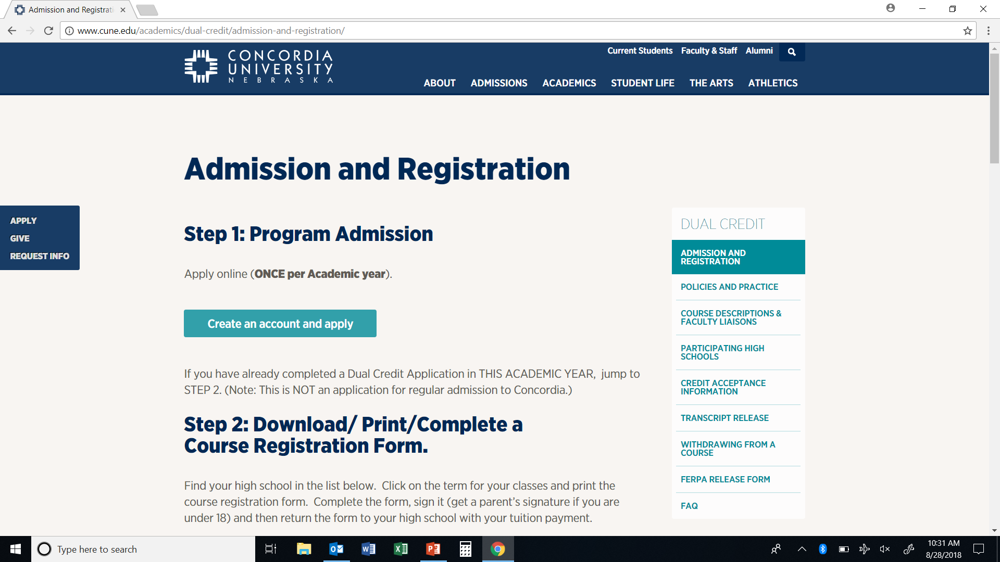 Admission and Registrati
www.cune.edu/academics/dual-credit/admission-and-registration/
CONCORDIA
UNIVERSITY
NEBRASKA
Current Students Faculty & Staff Alumni
ABOUT ADMISSIONS ACADEMICS STUDENT LIFE THE ARTS ATHLETICS
Admission and Registration
APPLY
GIVE
REQUEST INFO
Step 1: Program Admission
Apply online (ONCE per Academic year).
Create an account and apply
If you have already completed a Dual Credit Application in THIS ACADEMIC YEAR, jump to
STEP 2. (Note: This is NOT an application for regular admission to Concordia.)
Step 2: Download/ Print/Complete a
Course Registration Form.
Find your high school in the list below. Click on the term for your classes and print the
course registration form. Complete the form, sign it (get a parent's signature if you are
under 18) and then return the form to your high school with your tuition payment.
DUAL CREDIT
ADMISSION AND
REGISTRATION
POLICIES AND PRACTICE
COURSE DESCRIPTIONS &
FACULTY LIAISONS
PARTICIPATING HIGH
SCHOOLS
CREDIT ACCEPTANCE
INFORMATION
TRANSCRIPT RELEASE
WITHDRAWING FROM A
COURSE
FERPA RELEASE FORM
FAQ
Type here to search
10:31 AM
8/28/2018